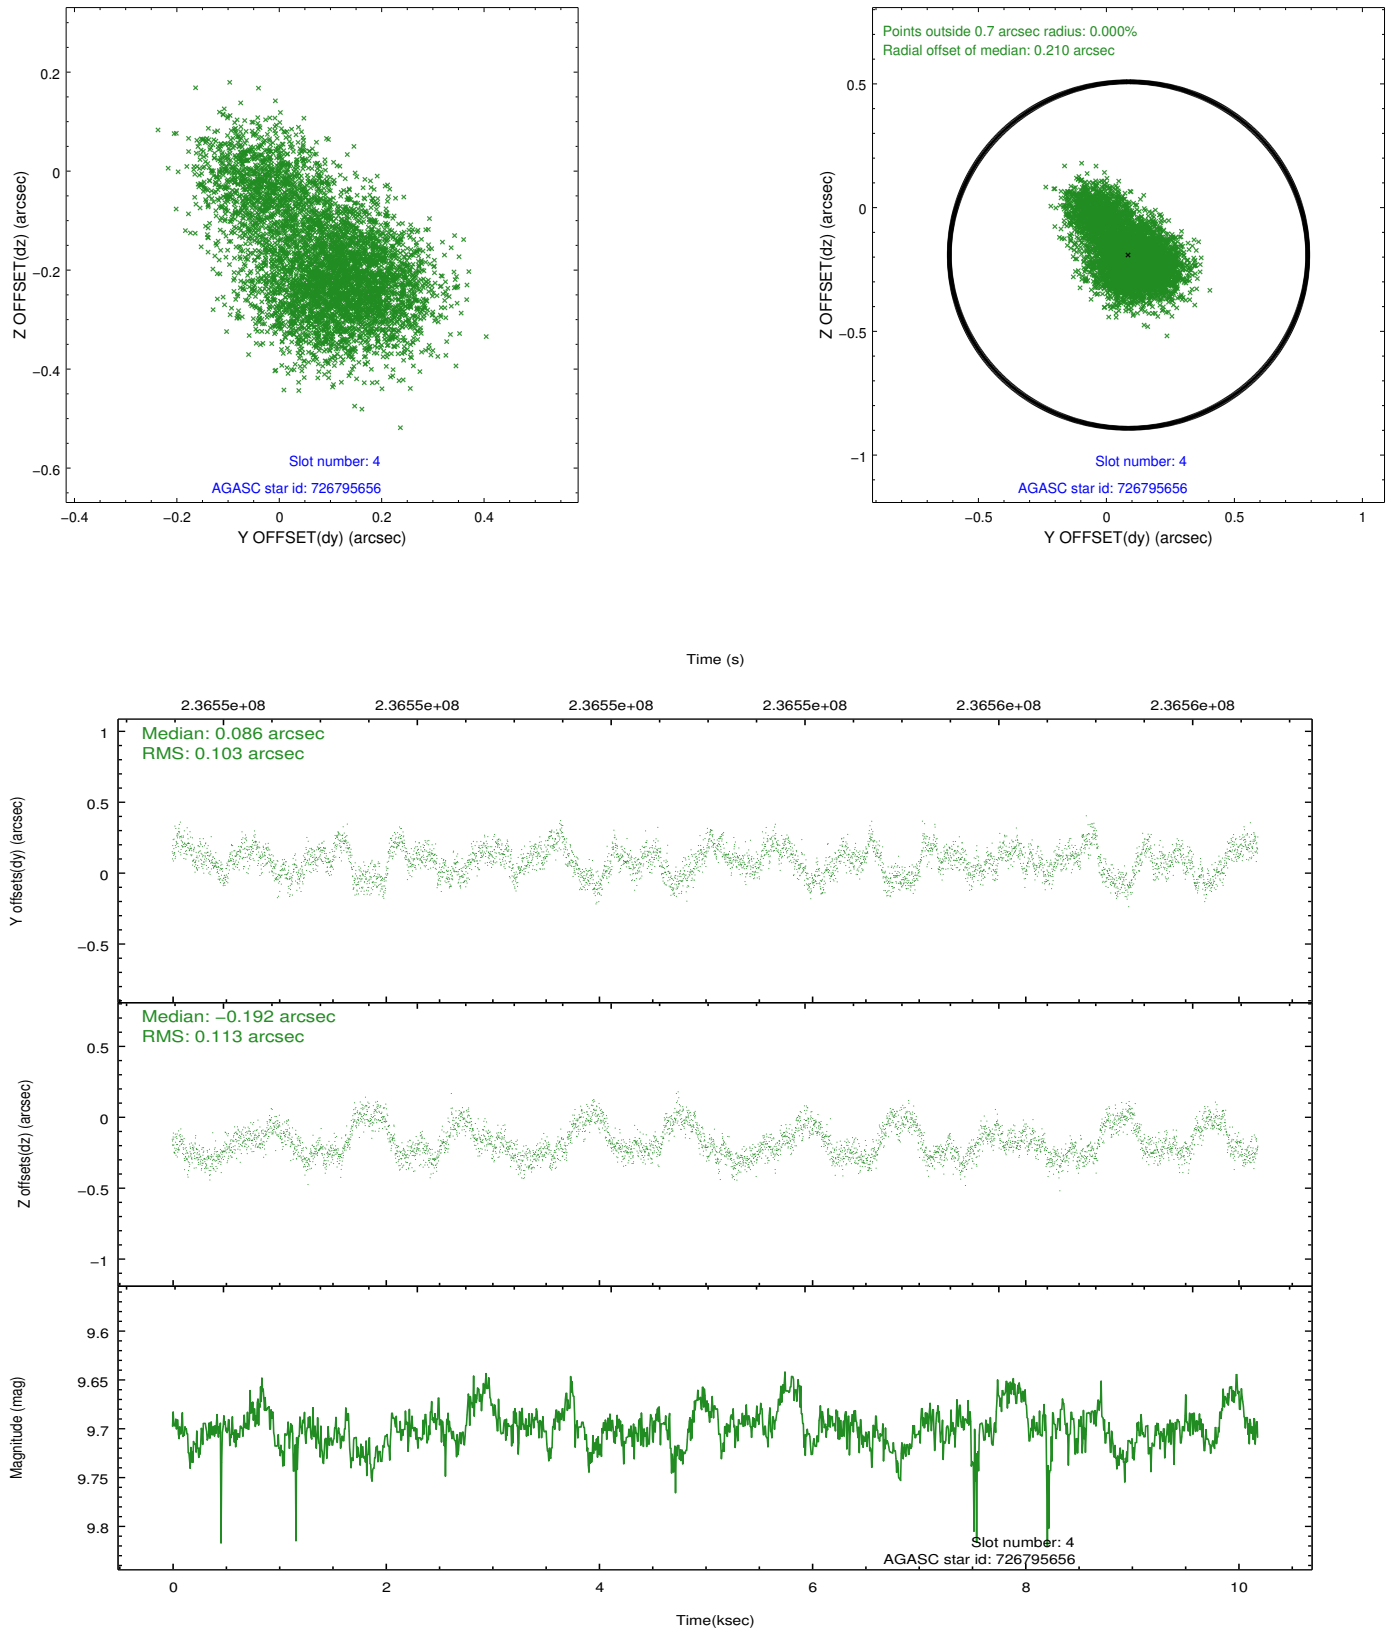 0.2
0
−0.2
−0.4
−0.6
Z OFFSET(dz) (arcsec)
Slot number: 4
AGASC star id: 726795656
−0.4 −0.2 0 0.2 0.4
Y OFFSET(dy) (arcsec)
Points outside 0.7 arcsec radius: 0.000%
Radial offset of median: 0.210 arcsec
0.5
0
−0.5
−1
Z OFFSET(dz) (arcsec)
Slot number: 4
AGASC star id: 726795656
−0.5 0 0.5 1
Y OFFSET(dy) (arcsec)
Time (s)
2.3655e+08 2.3655e+08 2.3655e+08 2.3655e+08 2.3656e+08 2.3656e+08
Median: 0.086 arcsec
RMS: 0.103 arcsec
1
0.5
0
−0.5
Y offsets(dy) (arcsec)
Median: −0.192 arcsec
RMS: 0.113 arcsec
0.5
0
−0.5
−1
Z offsets(dz) (arcsec)
9.6
9.65
9.7
9.75
9.8
Magnitude (mag)
Slot number: 4
AGASC star id: 726795656
0 2 4 6 8 10
Time(ksec)